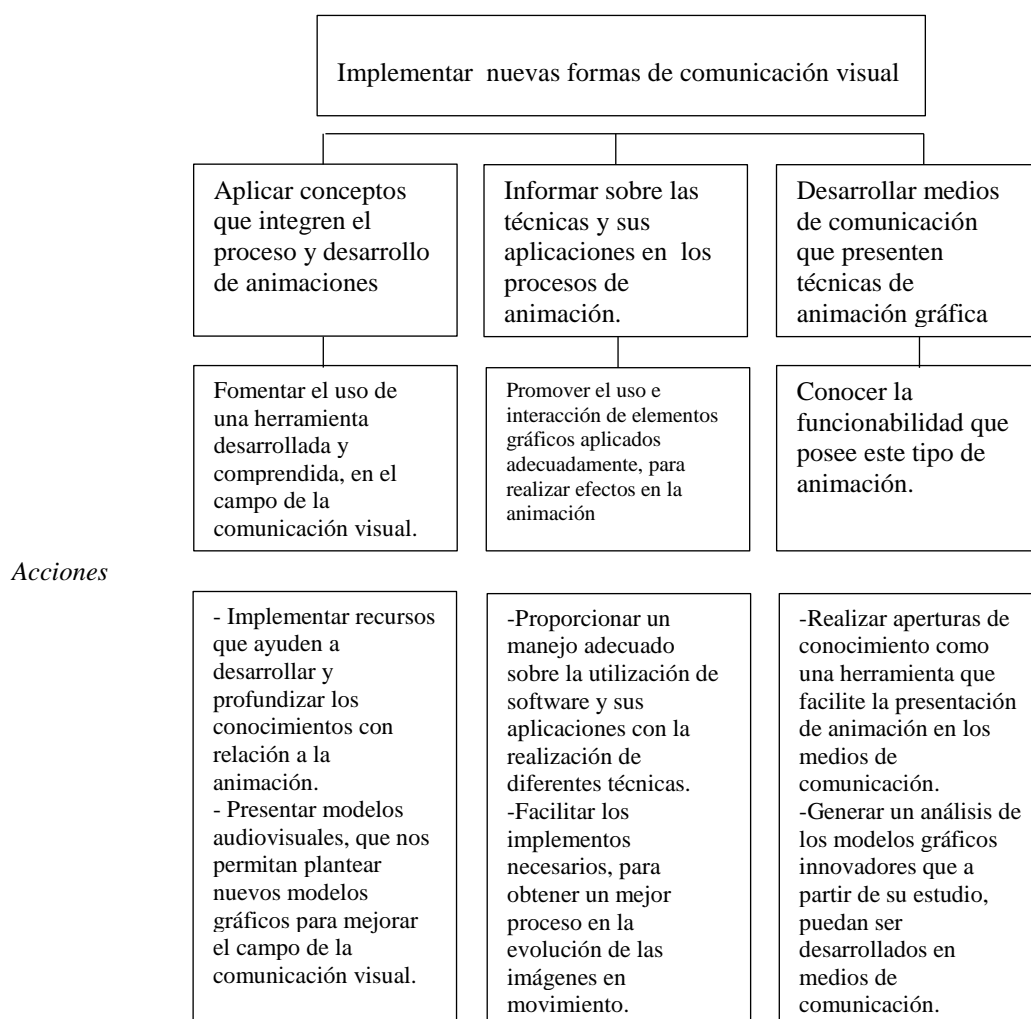 Implementar  nuevas formas de comunicación visual
Aplicar conceptos
que integren el
proceso y desarrollo
de animaciones
Informar sobre las
técnicas y sus
aplicaciones en  los
procesos de
animación.
Desarrollar medios
de comunicación
que presenten
técnicas de
animación gráfica
Fomentar el uso de
una herramienta
desarrollada y
comprendida, en el
campo de la
comunicación visual.
Promover el uso e
interacción de elementos
gráficos aplicados
adecuadamente, para
realizar efectos en la
animación
Conocer la
funcionabilidad que
posee este tipo de
animación.
Acciones
- Implementar recursos
que ayuden a
desarrollar y
profundizar los
conocimientos con
relación a la
animación.
- Presentar modelos
audiovisuales, que nos
permitan plantear
nuevos modelos
gráficos para mejorar
el campo de la
comunicación visual.
-Proporcionar un
manejo adecuado
sobre la utilización de
software y sus
aplicaciones con la
realización de
diferentes técnicas.
-Facilitar los
implementos
necesarios, para
obtener un mejor
proceso en la
evolución de las
imágenes en
movimiento.
-Realizar aperturas de
conocimiento como
una herramienta que
facilite la presentación
de animación en los
medios de
comunicación.
-Generar un análisis de
los modelos gráficos
innovadores que a
partir de su estudio,
puedan ser
desarrollados en
medios de
comunicación.